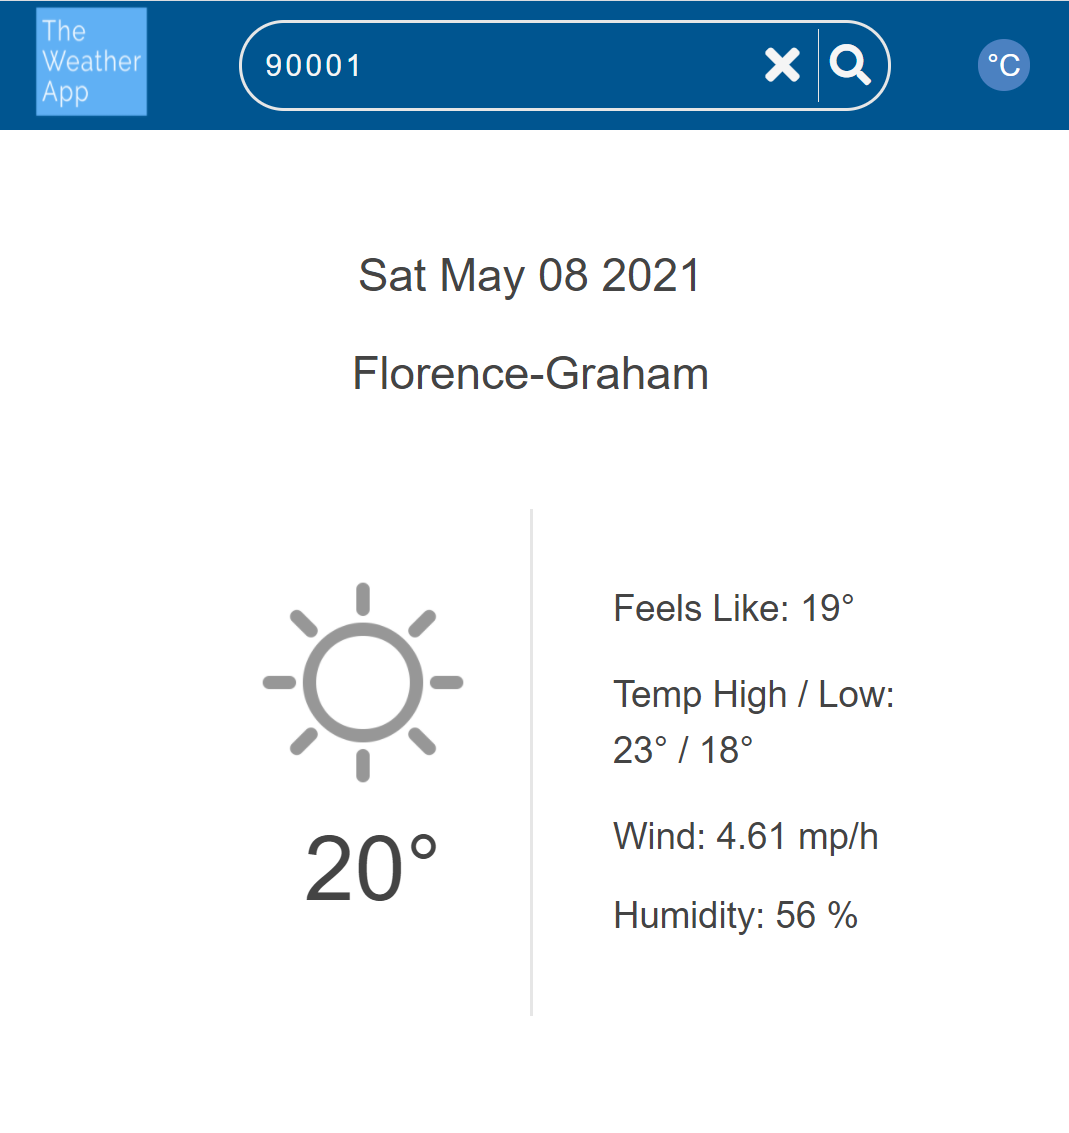 The
Weather
App
90001
°C
Sat May 08 2021
Florence-Graham
20°
Feels Like: 19°
Temp High / Low:
23° / 18°
Wind: 4.61 mp/h
Humidity: 56 %